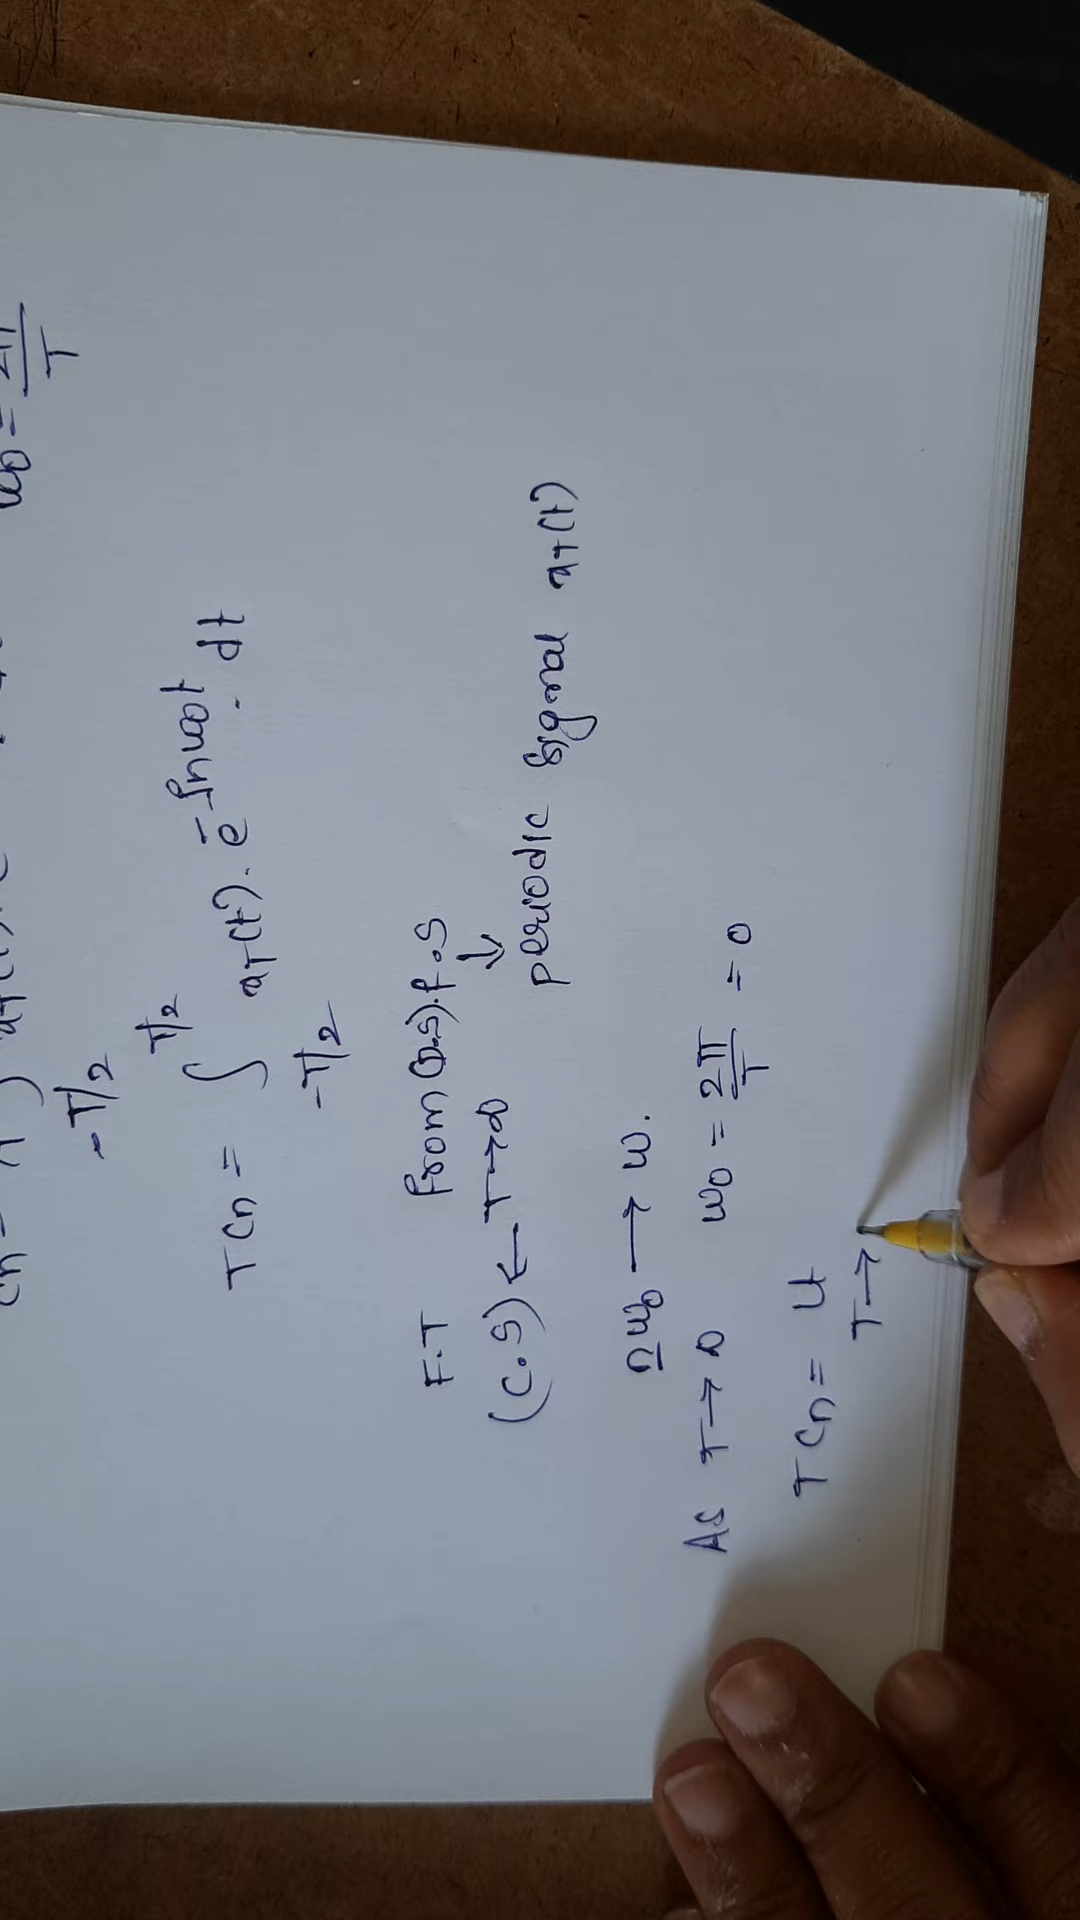 ω0 = 2π/T
-T/2
T/2
TCn = ∫ xT(t). e^-jnω0t . dt
-T/2
F.T from (D.S) F.S
(C.S) ← T→∞ ↓
periodic signal xT(t)
nω0 → ω.
As T→∞ ω0 = 2π/T = 0
TCn = Lt
T→